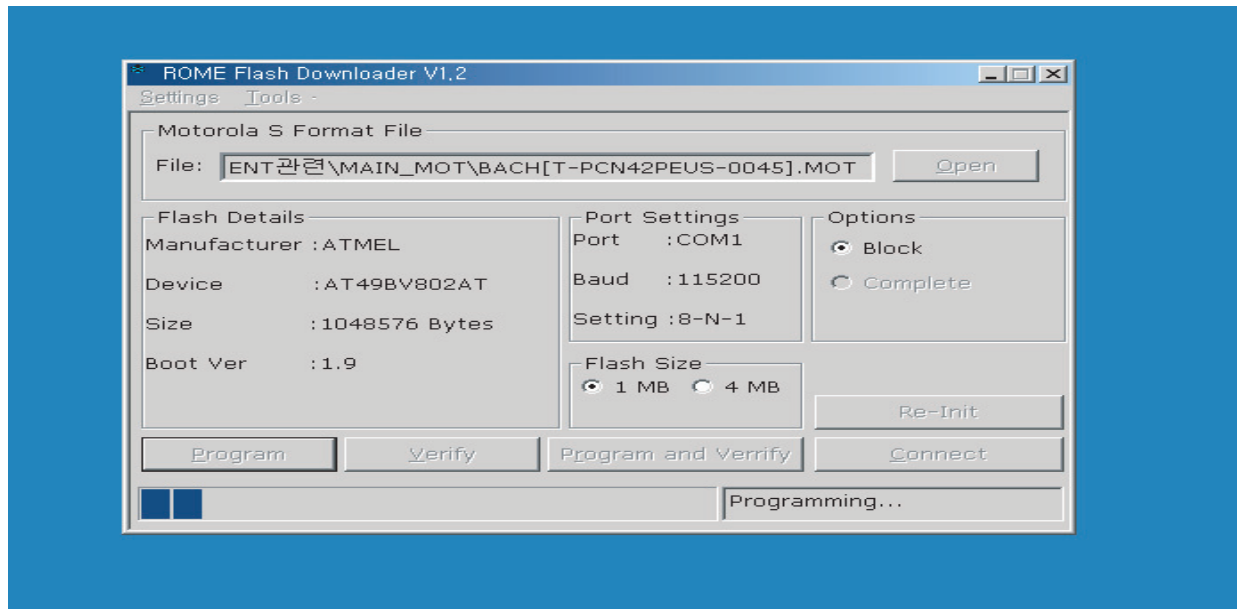 ROME Flash Downloader V1,2
Settings Tools -
Motorola S Format File
File: ENT관련\MAIN_MOT\BACH[T-PCN42PEUS-0045].MOT Open
Flash Details
Manufacturer :ATMEL
Device :AT49BV802AT
Size :1048576 Bytes
Boot Ver :1.9
Port Settings
Port :COM1
Baud :115200
Setting :8-N-1
Flash Size
1 MB 4 MB
Options
Block
Complete
Re-Init
Program Verify Program and Verrify Connect
Programming...